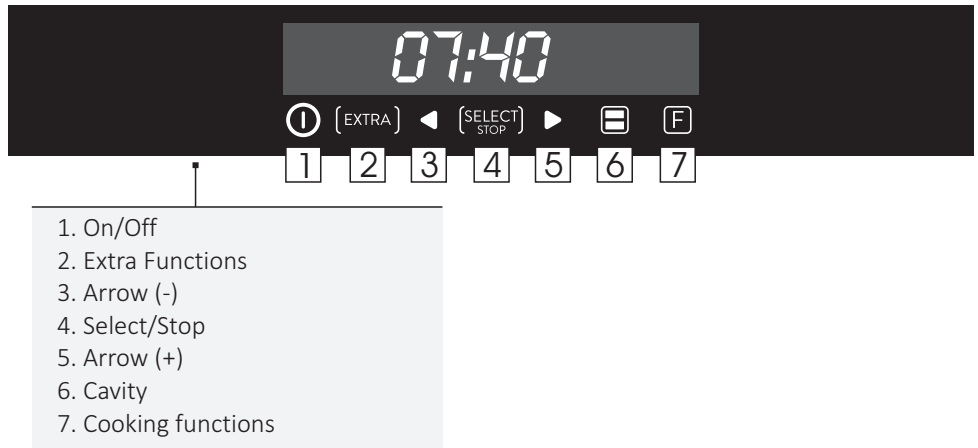 07:40
[EXTRA] ◀ [SELECT STOP] ▶ F
1 2 3 4 5 6 7
1. On/Off
2. Extra Functions
3. Arrow (-)
4. Select/Stop
5. Arrow (+)
6. Cavity
7. Cooking functions